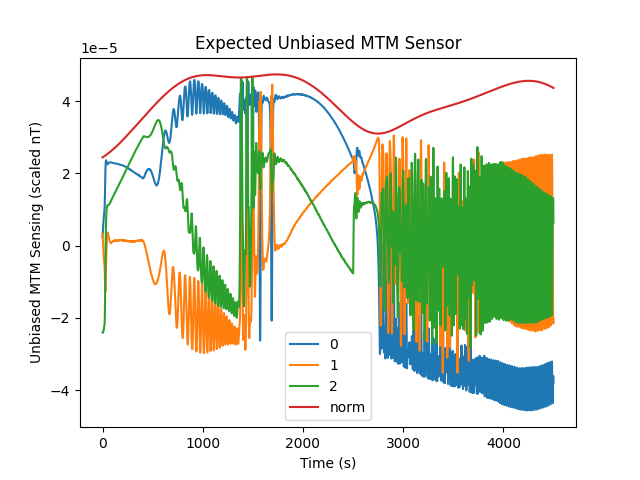 Expected Unbiased MTM Sensor
1e−5
Unbiased MTM Sensing (scaled nT)
4
2
0
−2
−4
0
1
2
norm
0 1000 2000 3000 4000
Time (s)